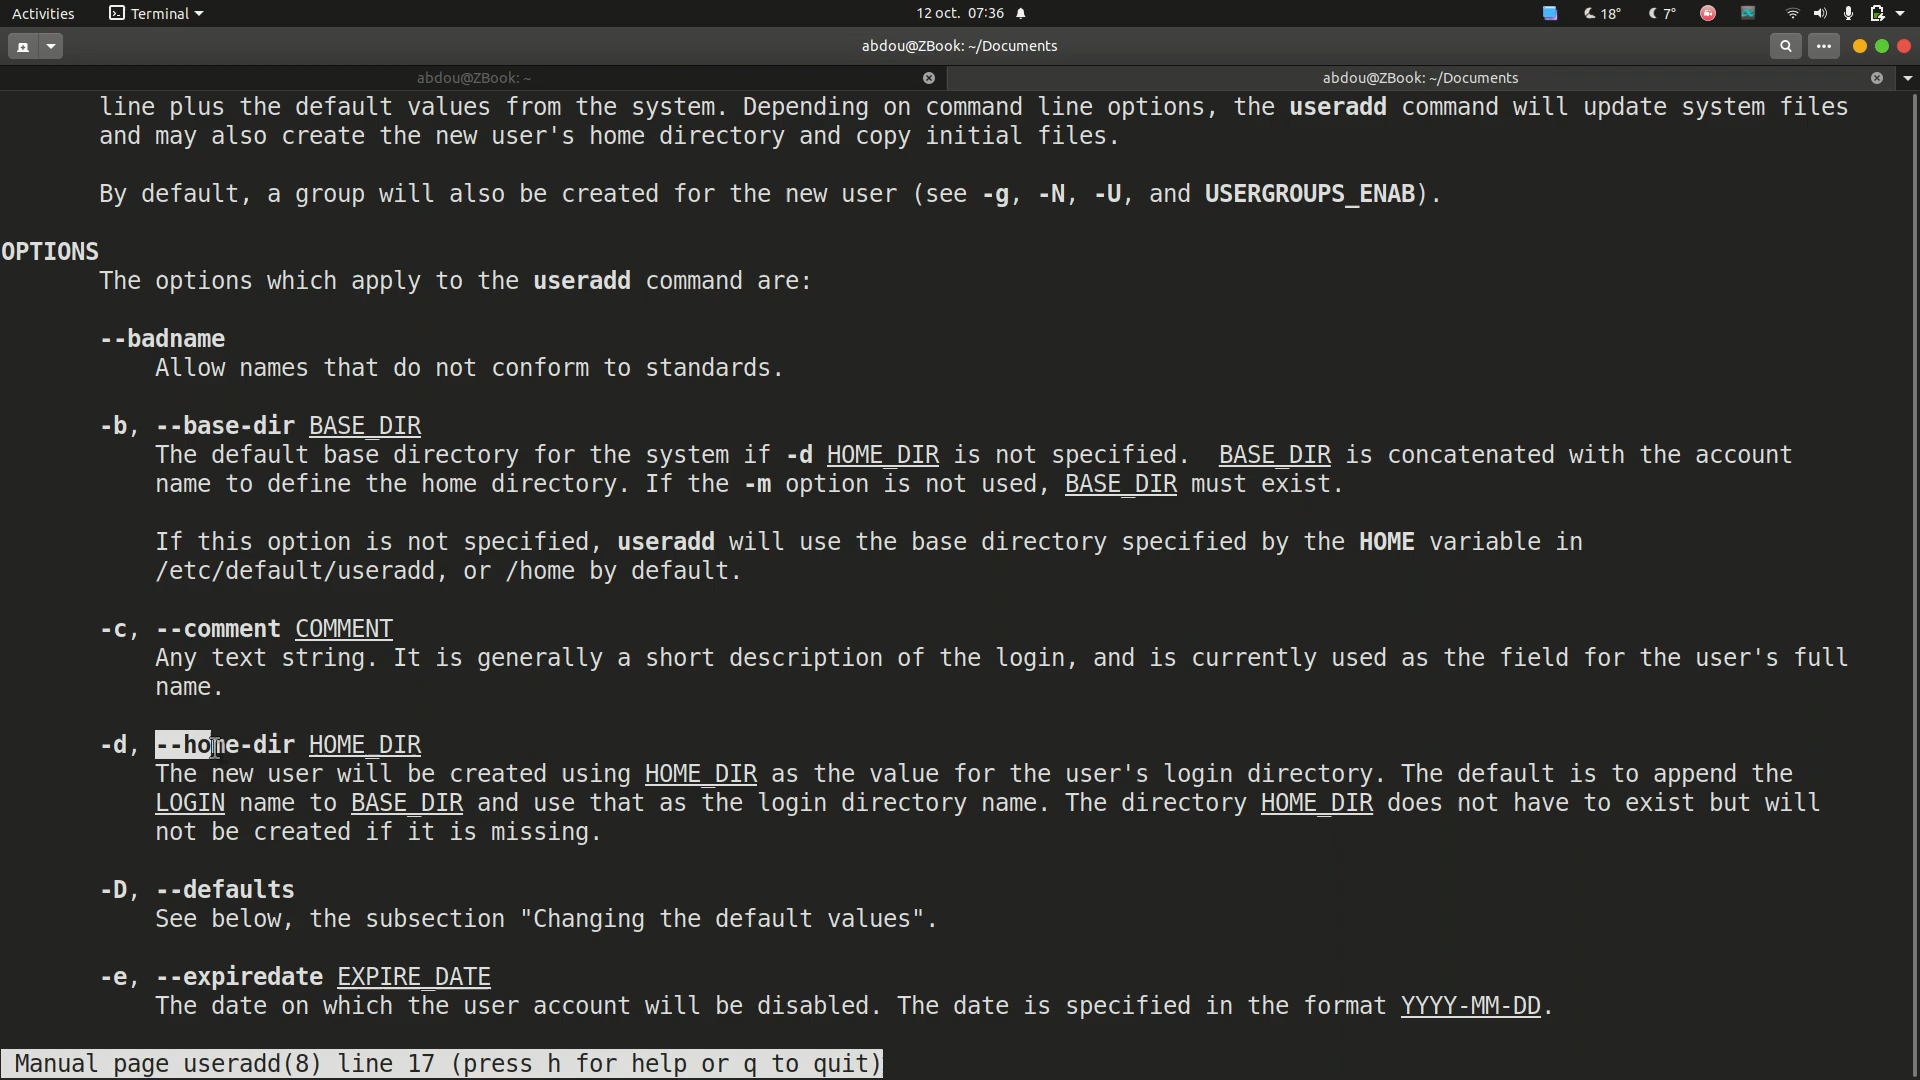 Activities Terminal 12 oct. 07:36 18° 7°
abdou@ZBook: ~/Documents
abdou@ZBook: ~ abdou@ZBook: ~/Documents
line plus the default values from the system. Depending on command line options, the useradd command will update system files
and may also create the new user's home directory and copy initial files.
By default, a group will also be created for the new user (see -g, -N, -U, and USERGROUPS_ENAB).
OPTIONS
The options which apply to the useradd command are:
--badname
Allow names that do not conform to standards.
-b, --base-dir BASE_DIR
The default base directory for the system if -d HOME_DIR is not specified.  BASE_DIR is concatenated with the account
name to define the home directory. If the -m option is not used, BASE_DIR must exist.
If this option is not specified, useradd will use the base directory specified by the HOME variable in
/etc/default/useradd, or /home by default.
-c, --comment COMMENT
Any text string. It is generally a short description of the login, and is currently used as the field for the user's full
name.
-d, --home-dir HOME_DIR
The new user will be created using HOME_DIR as the value for the user's login directory. The default is to append the
LOGIN name to BASE_DIR and use that as the login directory name. The directory HOME_DIR does not have to exist but will
not be created if it is missing.
-D, --defaults
See below, the subsection "Changing the default values".
-e, --expiredate EXPIRE_DATE
The date on which the user account will be disabled. The date is specified in the format YYYY-MM-DD.
Manual page useradd(8) line 17 (press h for help or q to quit)